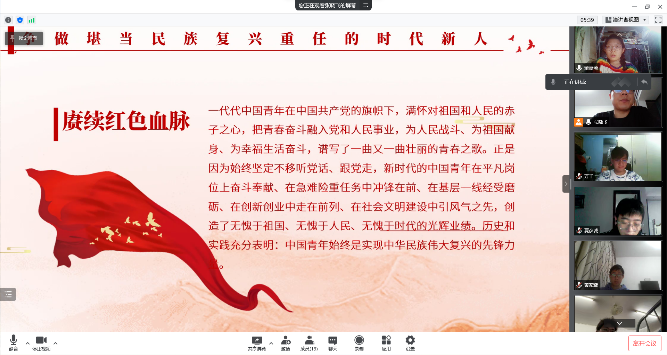 做堪当民族复兴重任的时代新人
赓续红色血脉
一代代中国青年在中国共产党的旗帜下，满怀对祖国和人民的赤
子之心，把青春奋斗融入党和人民事业，为人民战斗、为祖国献
身、为幸福生活奋斗，谱写了一曲又一曲壮丽的青春之歌。正是
因为始终坚定不移听党话、跟党走，新时代的中国青年在平凡岗
位上奋斗奉献、在急难险重任务中冲锋在前、在基层一线经受磨
砺、在创新创业中走在前列、在社会文明建设中引风气之先，创
造了无愧于祖国、无愧于人民、无愧于时代的光辉业绩。历史和
实践充分表明：中国青年始终是实现中华民族伟大复兴的先锋力
。
05:39
离开会议